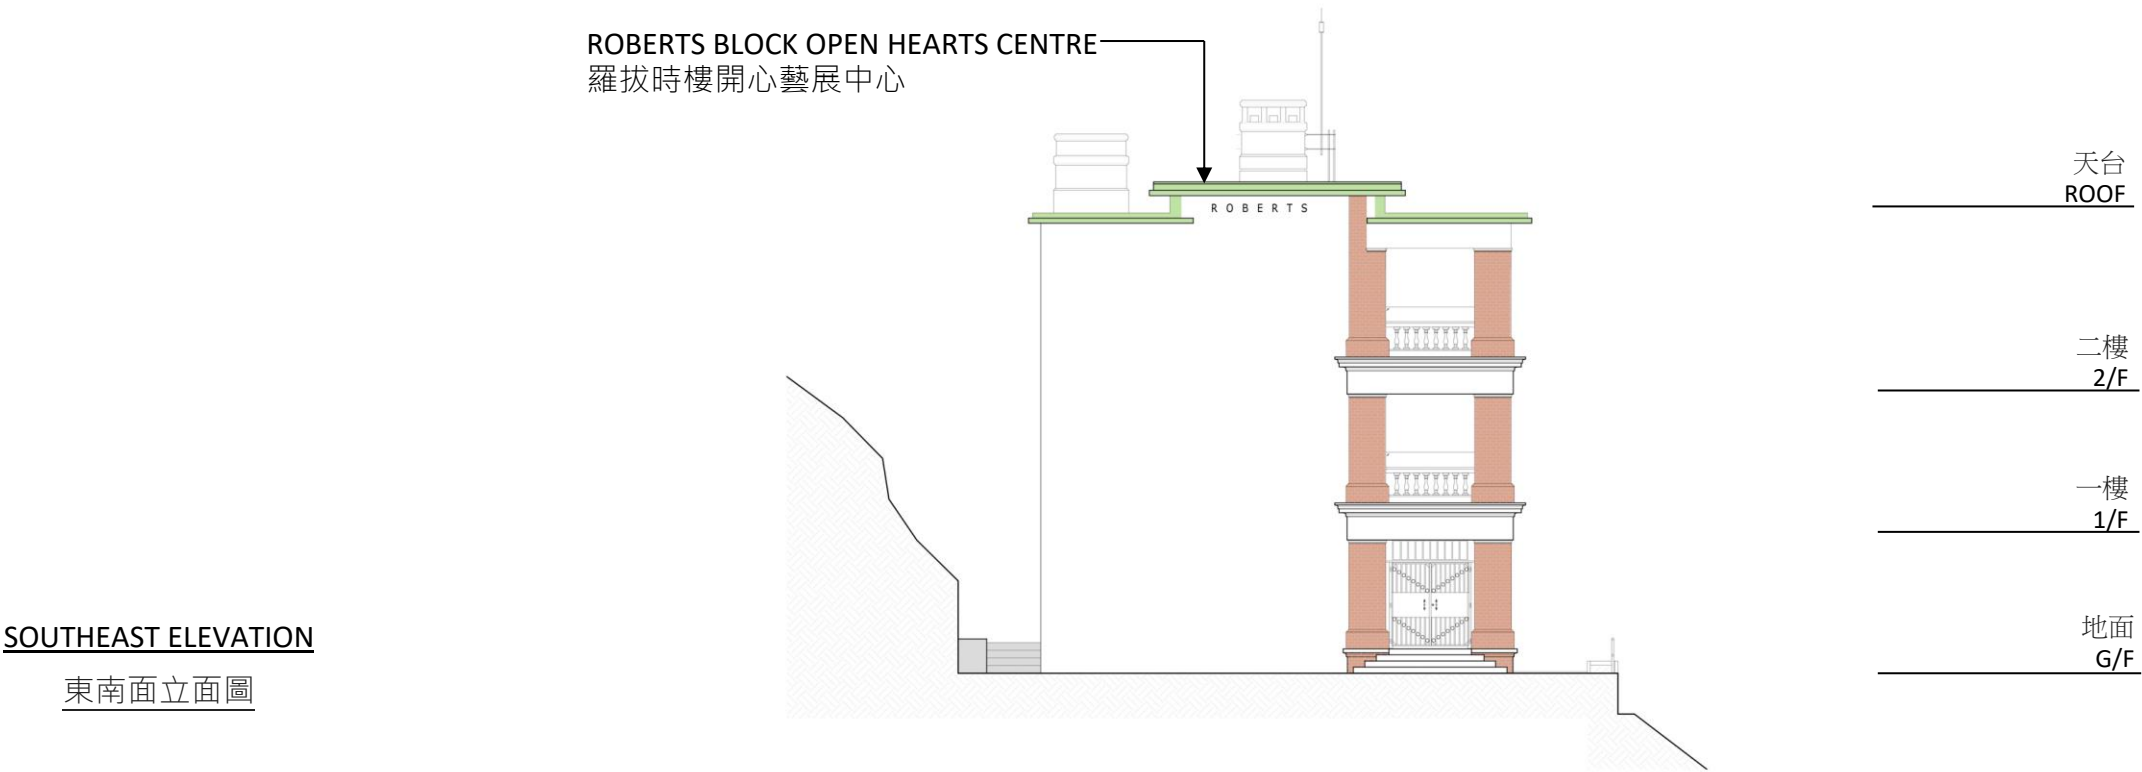 ROBERTS BLOCK OPEN HEARTS CENTRE
羅拔時樓開心藝展中心
ROBERTS
天台
ROOF
二樓
2/F
一樓
1/F
地面
G/F
SOUTHEAST ELEVATION
東南面立面圖